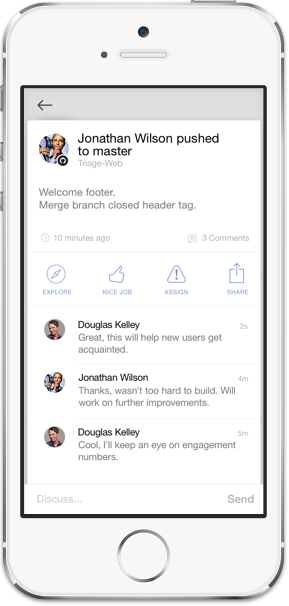 Jonathan Wilson pushed
to master
Triage-Web
Welcome footer.
Merge branch closed header tag.
10 minutes ago
3 Comments
EXPLORE
NICE JOB
ASSIGN
SHARE
Douglas Kelley
2s
Great, this will help new users get
acquainted.
Jonathan Wilson
4m
Thanks, wasn't too hard to build. Will
work on further improvements.
Douglas Kelley
5m
Cool, I'll keep an eye on engagement
numbers.
Discuss...
Send